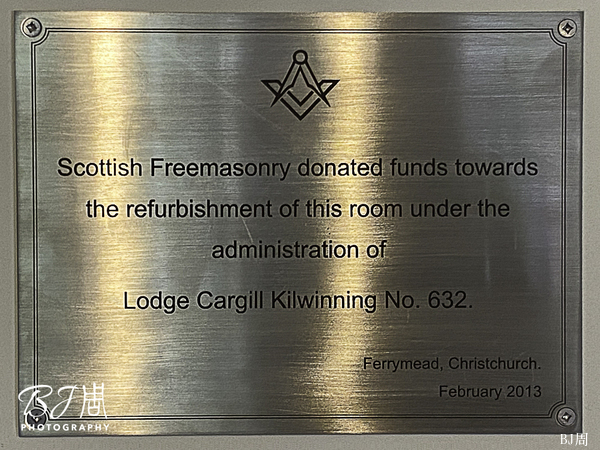 Scottish Freemasonry donated funds towards
the refurbishment of this room under the
administration of
Lodge Cargill Kilwinning No. 632.
Ferrymead, Christchurch.
February 2013
BJ周
PHOTOGRAPHY
BJ周